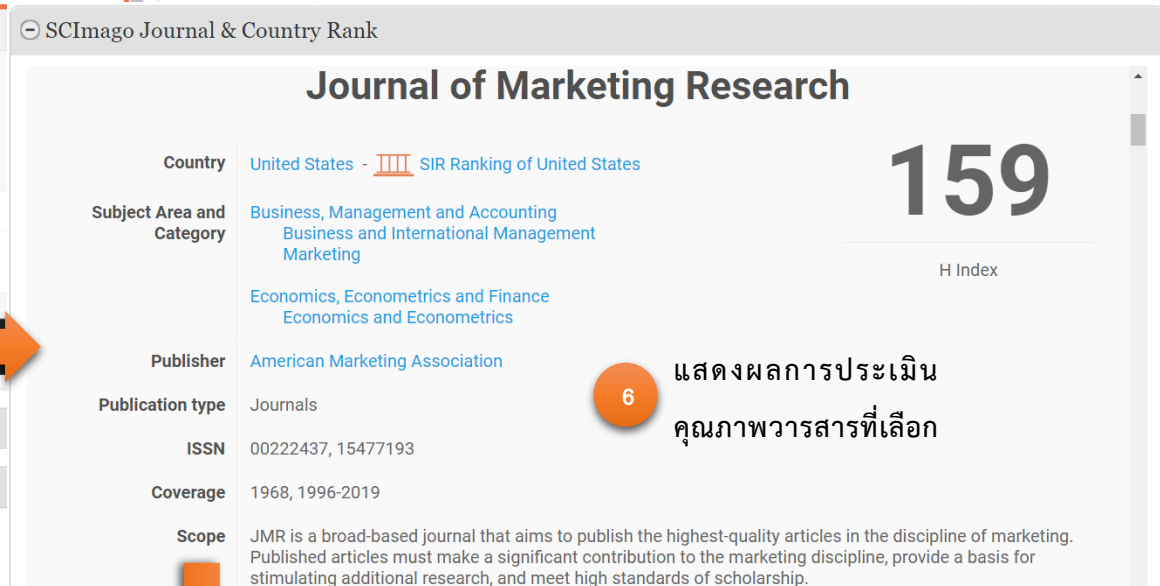 SCImago Journal & Country Rank
Journal of Marketing Research
Country United States - SIR Ranking of United States
159
H Index
Subject Area and Category
Business, Management and Accounting
Business and International Management
Marketing
Economics, Econometrics and Finance
Economics and Econometrics
Publisher American Marketing Association
6
แสดงผลการประเมิน
คุณภาพวารสารที่เลือก
Publication type Journals
ISSN 00222437, 15477193
Coverage 1968, 1996-2019
Scope JMR is a broad-based journal that aims to publish the highest-quality articles in the discipline of marketing.
Published articles must make a significant contribution to the marketing discipline, provide a basis for
stimulating additional research, and meet high standards of scholarship.